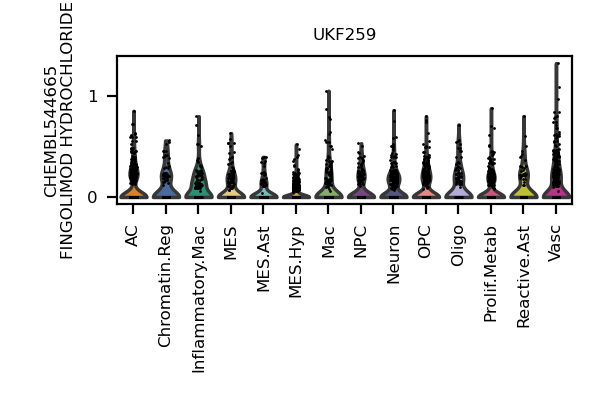 UKF259
CHEMBL544665
FINGOLIMOD HYDROCHLORIDE
1
0
AC
Chromatin.Reg
Inflammatory.Mac
MES
MES.Ast
MES.Hyp
Mac
NPC
Neuron
OPC
Oligo
Prolif.Metab
Reactive.Ast
Vasc